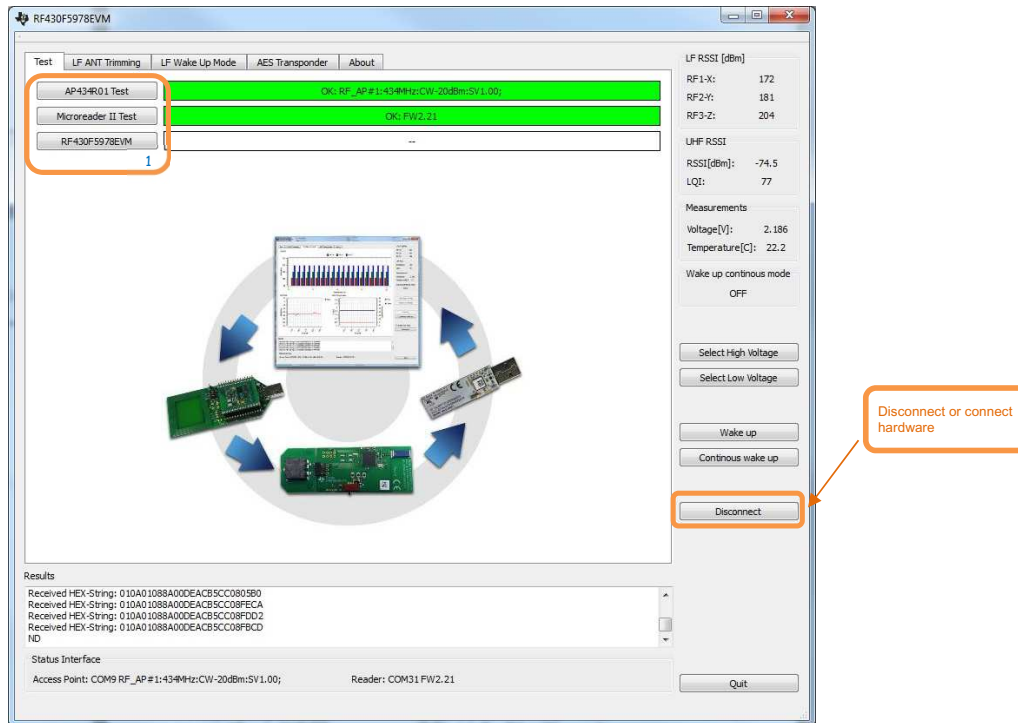 RF430F5978EVM
Test LF ANT Trimming LF Wake Up Mode AES Transponder About
AP434R01 Test OK: RF_AP#1:434MHz:CW-20dBm:SV1.00;
Microreader II Test OK: FW2.21
RF430F5978EVM --
1
LF RSSI [dBm]
RF1-X: 172
RF2-Y: 181
RF3-Z: 204
UHF RSSI
RSSI[dBm]: -74.5
LQI: 77
Measurements
Voltage[V]: 2.186
Temperature[C]: 22.2
Wake up continous mode
OFF
Select High Voltage
Select Low Voltage
Wake up
Continous wake up
Disconnect
Disconnect or connect
hardware
Results
Received HEX-String: 010A01088A00DEACB5CC0805B0
Received HEX-String: 010A01088A00DEACB5CC08FECA
Received HEX-String: 010A01088A00DEACB5CC08FDD2
Received HEX-String: 010A01088A00DEACB5CC08FBCD
ND
Status Interface
Access Point: COM9 RF_AP#1:434MHz:CW-20dBm:SV1.00; Reader: COM31 FW2.21
Quit